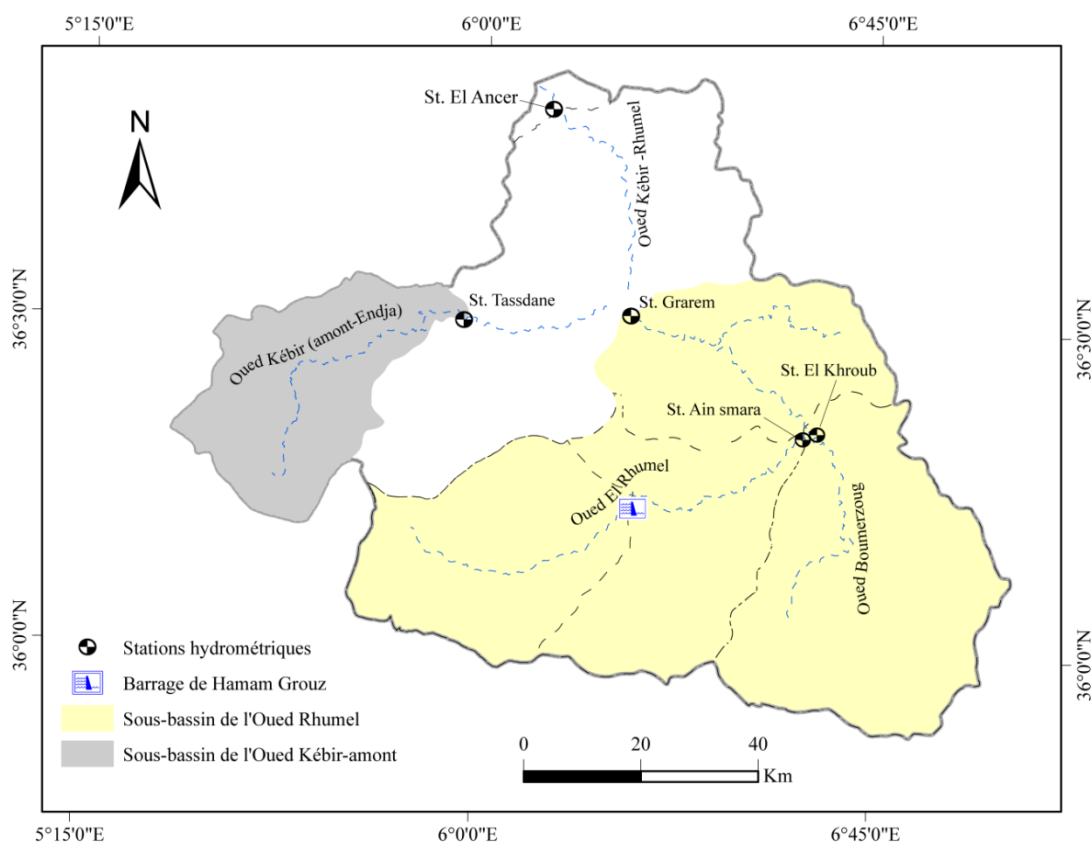 5°15'0"E
6°0'0"E
6°45'0"E
St. El Ancer
N
Oued Kébir -Rhumel
36°30'0"N
36°30'0"N
St. Tassdane
St. Grarem
Oued Kébir (amont-Endja)
St. El Khroub
St. Ain smara
Oued El Rhumel
Oued Boumerzoug
36°0'0"N
36°0'0"N
Stations hydrométriques
Barrage de Hamam Grouz
Sous-bassin de l'Oued Rhumel
Sous-bassin de l'Oued Kébir-amont
0 20 40
Km
5°15'0"E
6°0'0"E
6°45'0"E